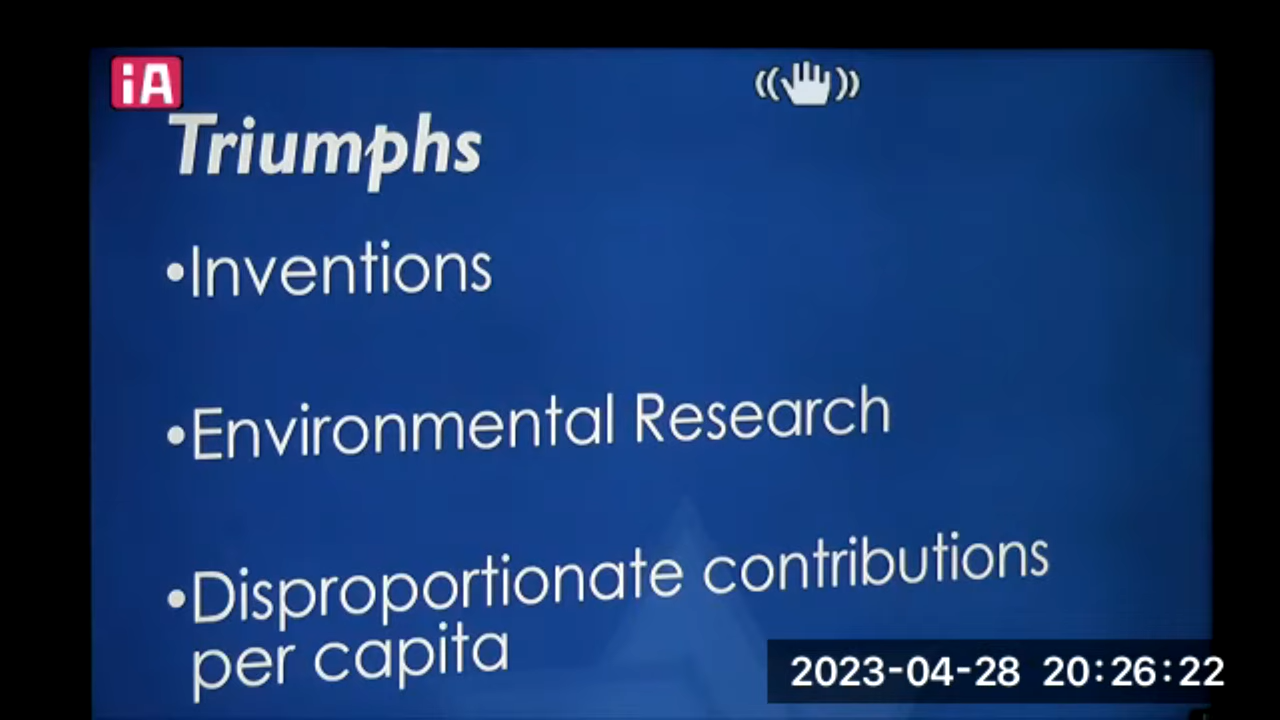 iA
Triumphs
•Inventions
•Environmental Research
•Disproportionate contributions
per capita
2023-04-28 20:26:22